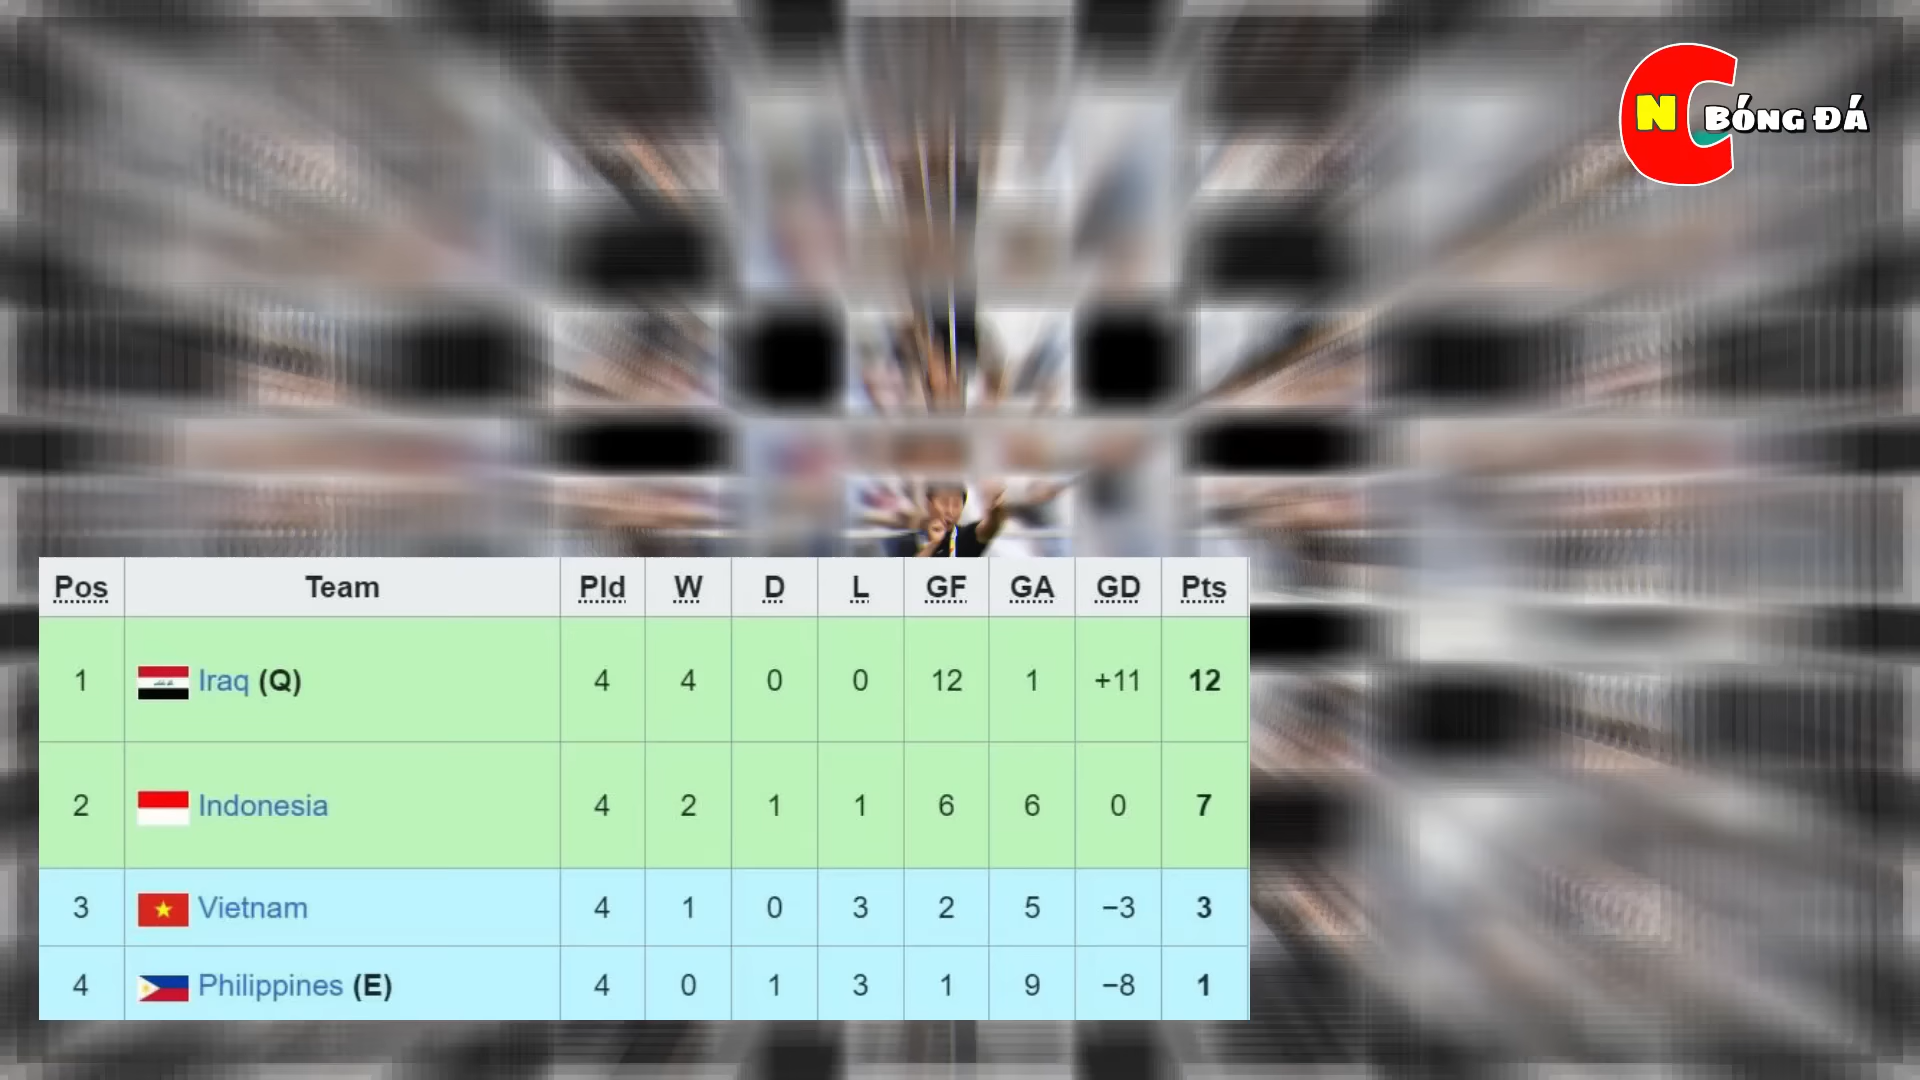 NC BÓNG ĐÁ
Pos Team Pld W D L GF GA GD Pts
1 Iraq (Q) 4 4 0 0 12 1 +11 12
2 Indonesia 4 2 1 1 6 6 0 7
3 Vietnam 4 1 0 3 2 5 −3 3
4 Philippines (E) 4 0 1 3 1 9 −8 1